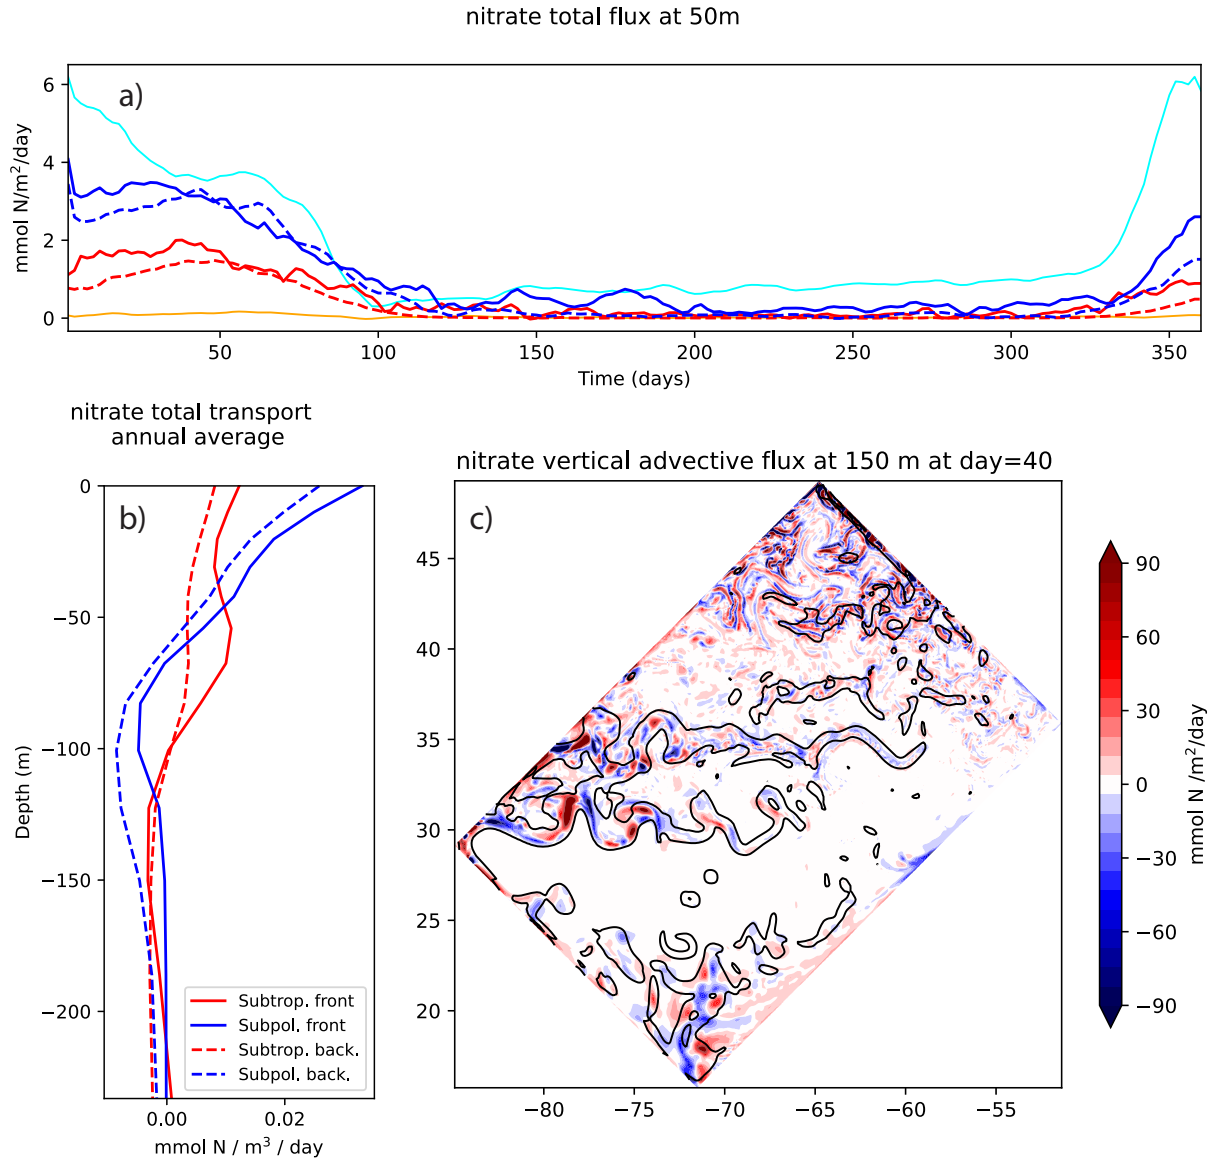 nitrate total flux at 50m
a)
mmol N/m²/day
6
4
2
0
50
100
150
200
250
300
350
Time (days)
nitrate total transport
annual average
b)
Depth (m)
0
−50
−100
−150
−200
Subtrop. front
Subpol. front
Subtrop. back.
Subpol. back.
0.00
0.02
mmol N / m³ / day
nitrate vertical advective flux at 150 m at day=40
c)
45
40
35
30
25
20
−80
−75
−70
−65
−60
−55
90
60
30
0
−30
−60
−90
mmol N /m²/day